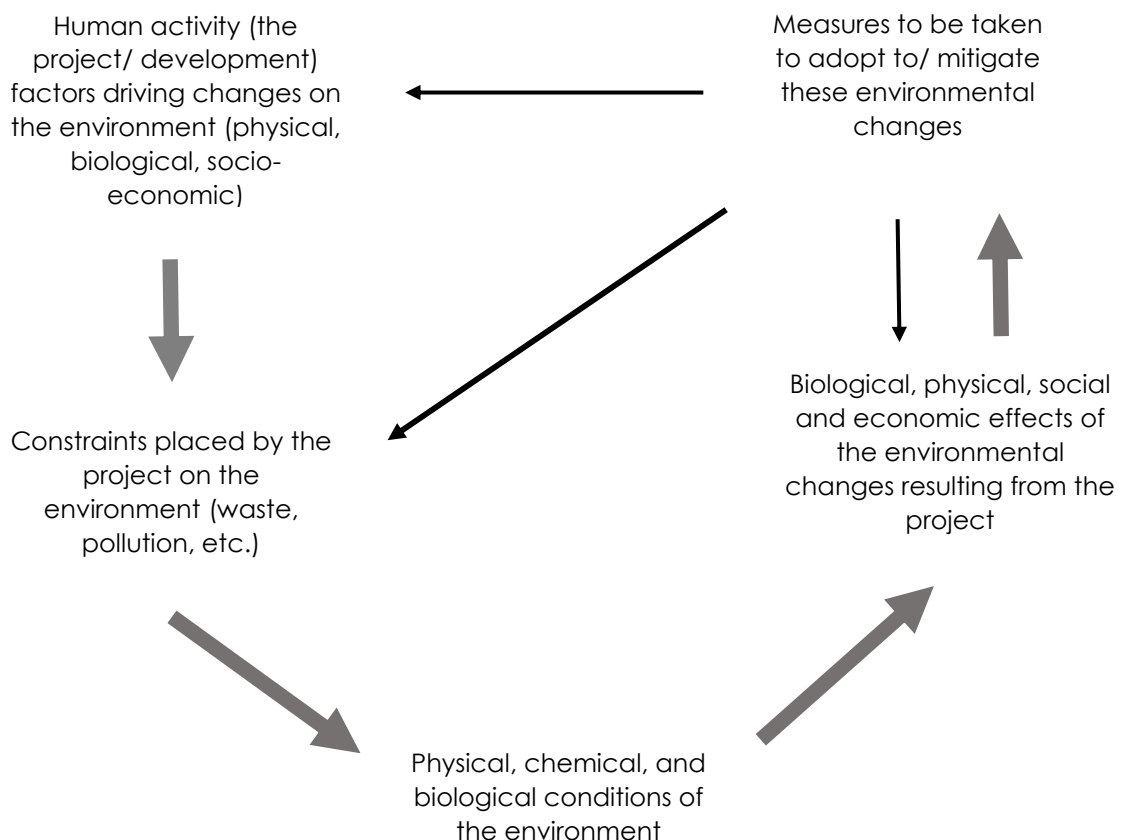 Human activity (the
project/ development)
factors driving changes on
the environment (physical,
biological, socio-
economic)
Measures to be taken
to adopt to/ mitigate
these environmental
changes
Constraints placed by the
project on the
environment (waste,
pollution, etc.)
Biological, physical, social
and economic effects of
the environmental
changes resulting from the
project
Physical, chemical, and
biological conditions of
the environment